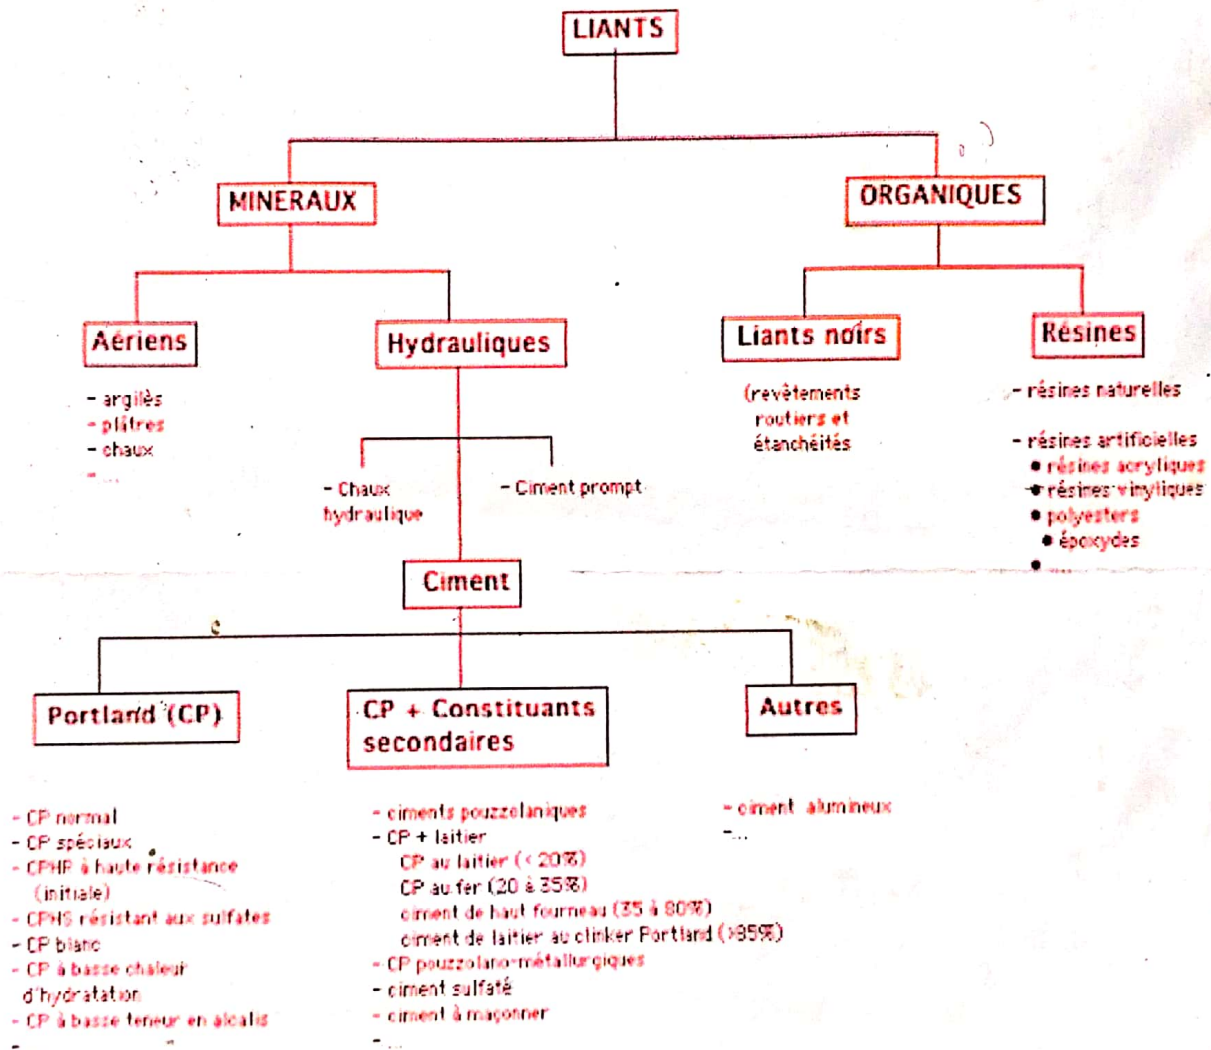 LIANTS
MINERAUX
ORGANIQUES
Aériens
Hydrauliques
Liants noirs
Résines
- argilès
- plâtres
- chaux
- ...
- Chaux
hydraulique
- Ciment prompt
(revêtements
routiers et
étanchéités
- résines naturelles
- résines artificielles
● résines acryliques
● résines vinyliques
● polyesters
● époxydes
● ...
Ciment
Portland (CP)
CP + Constituants
secondaires
Autres
- CP normal
- CP spéciaux
- CPHP à haute résistance
(initiale)
- CPHS résistant aux sulfates
- CP blanc
- CP à basse chaleur
d'hydratation
- CP à basse teneur en alcalis
-
- ciments pouzzolaniques
- CP + laitier
CP au laitier (< 20%)
CP au fer (20 à 35%)
ciment de haut fourneau (35 à 80%)
ciment de laitier au clinker Portland (>85%)
- CP pouzzolano-métallurgiques
- ciment sulfaté
- ciment à maçonner
- ...
- ciment alumineux
-...